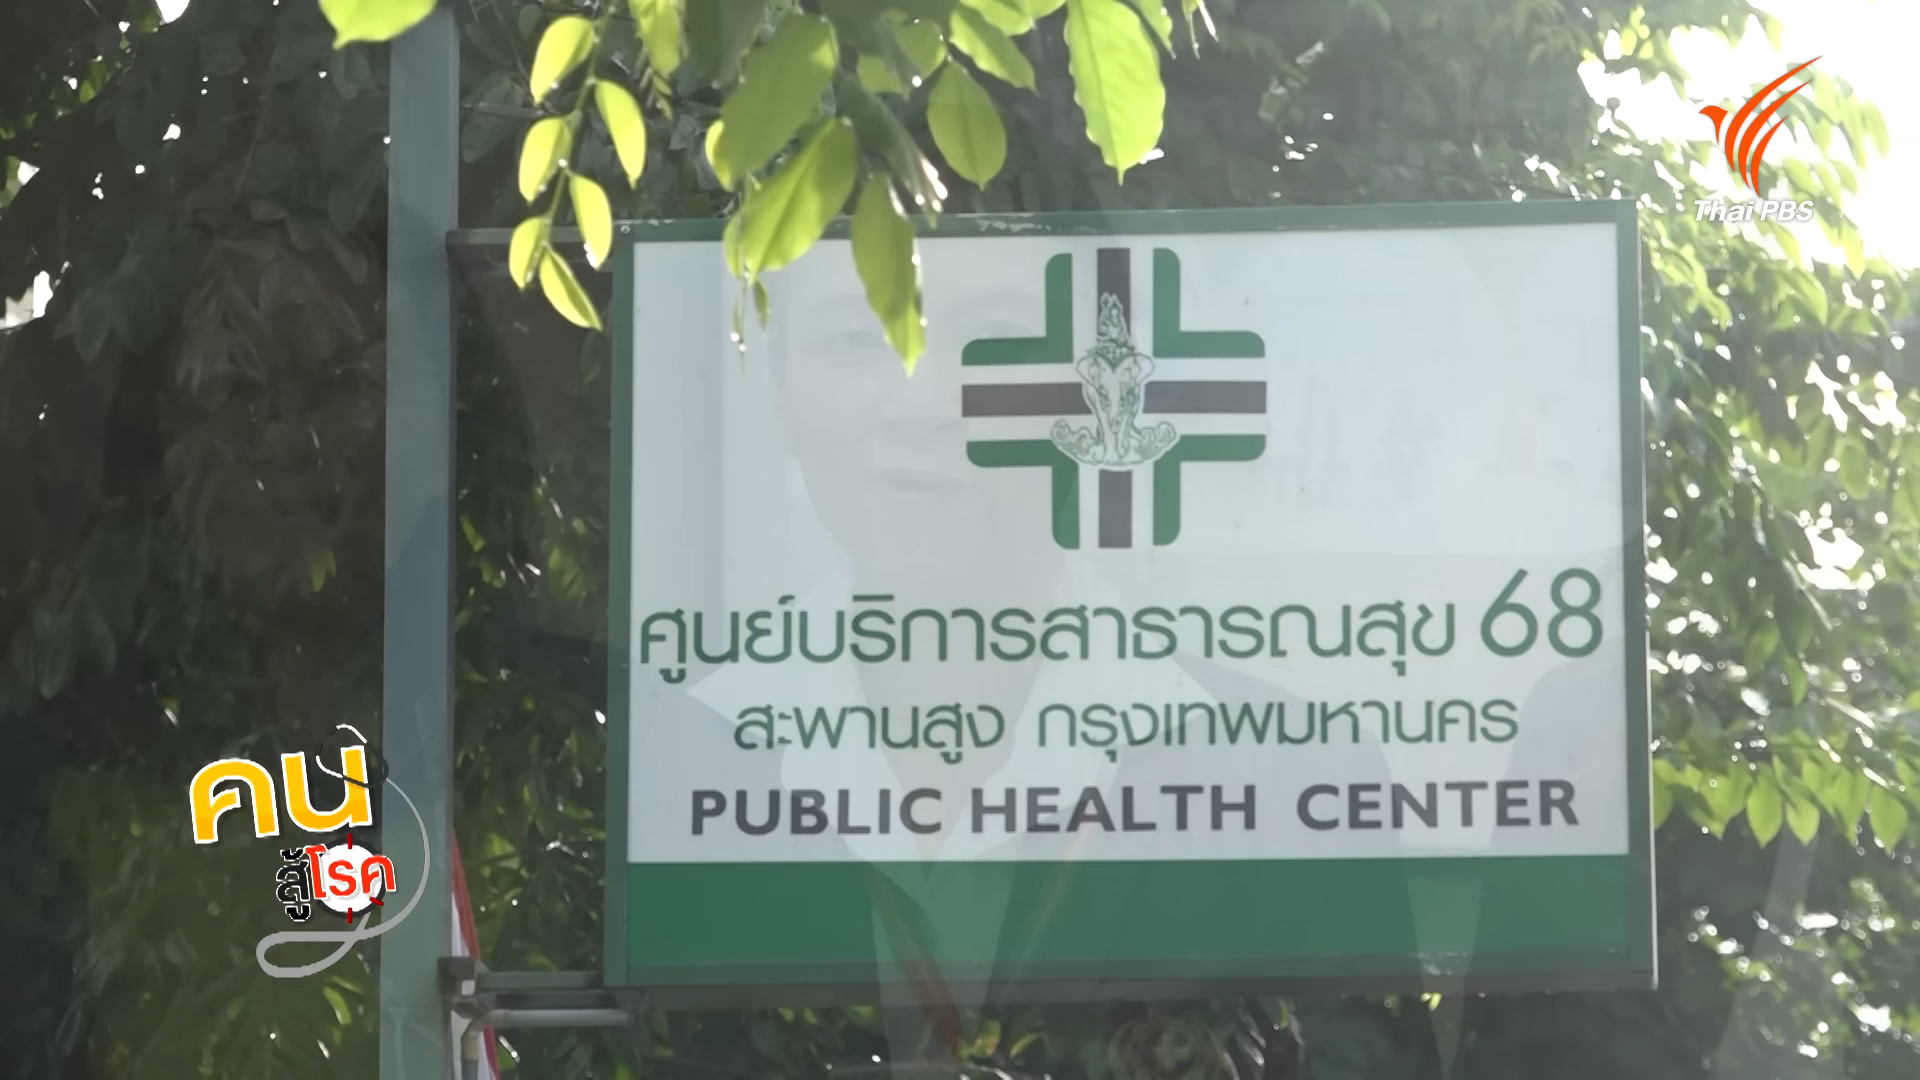 Thai PBS
ศูนย์บริการสาธารณสุข 68
สะพานสูง กรุงเทพมหานคร
PUBLIC HEALTH CENTER
คน
สู้โรค